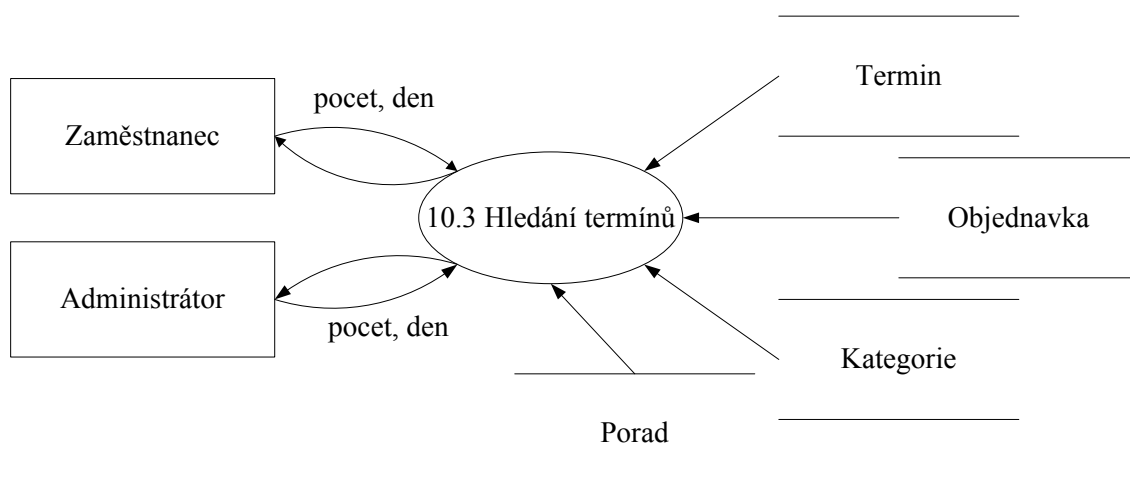 pocet, den
Termin
Zaměstnanec
10.3 Hledání termínů
Objednavka
Administrátor
pocet, den
Kategorie
Porad